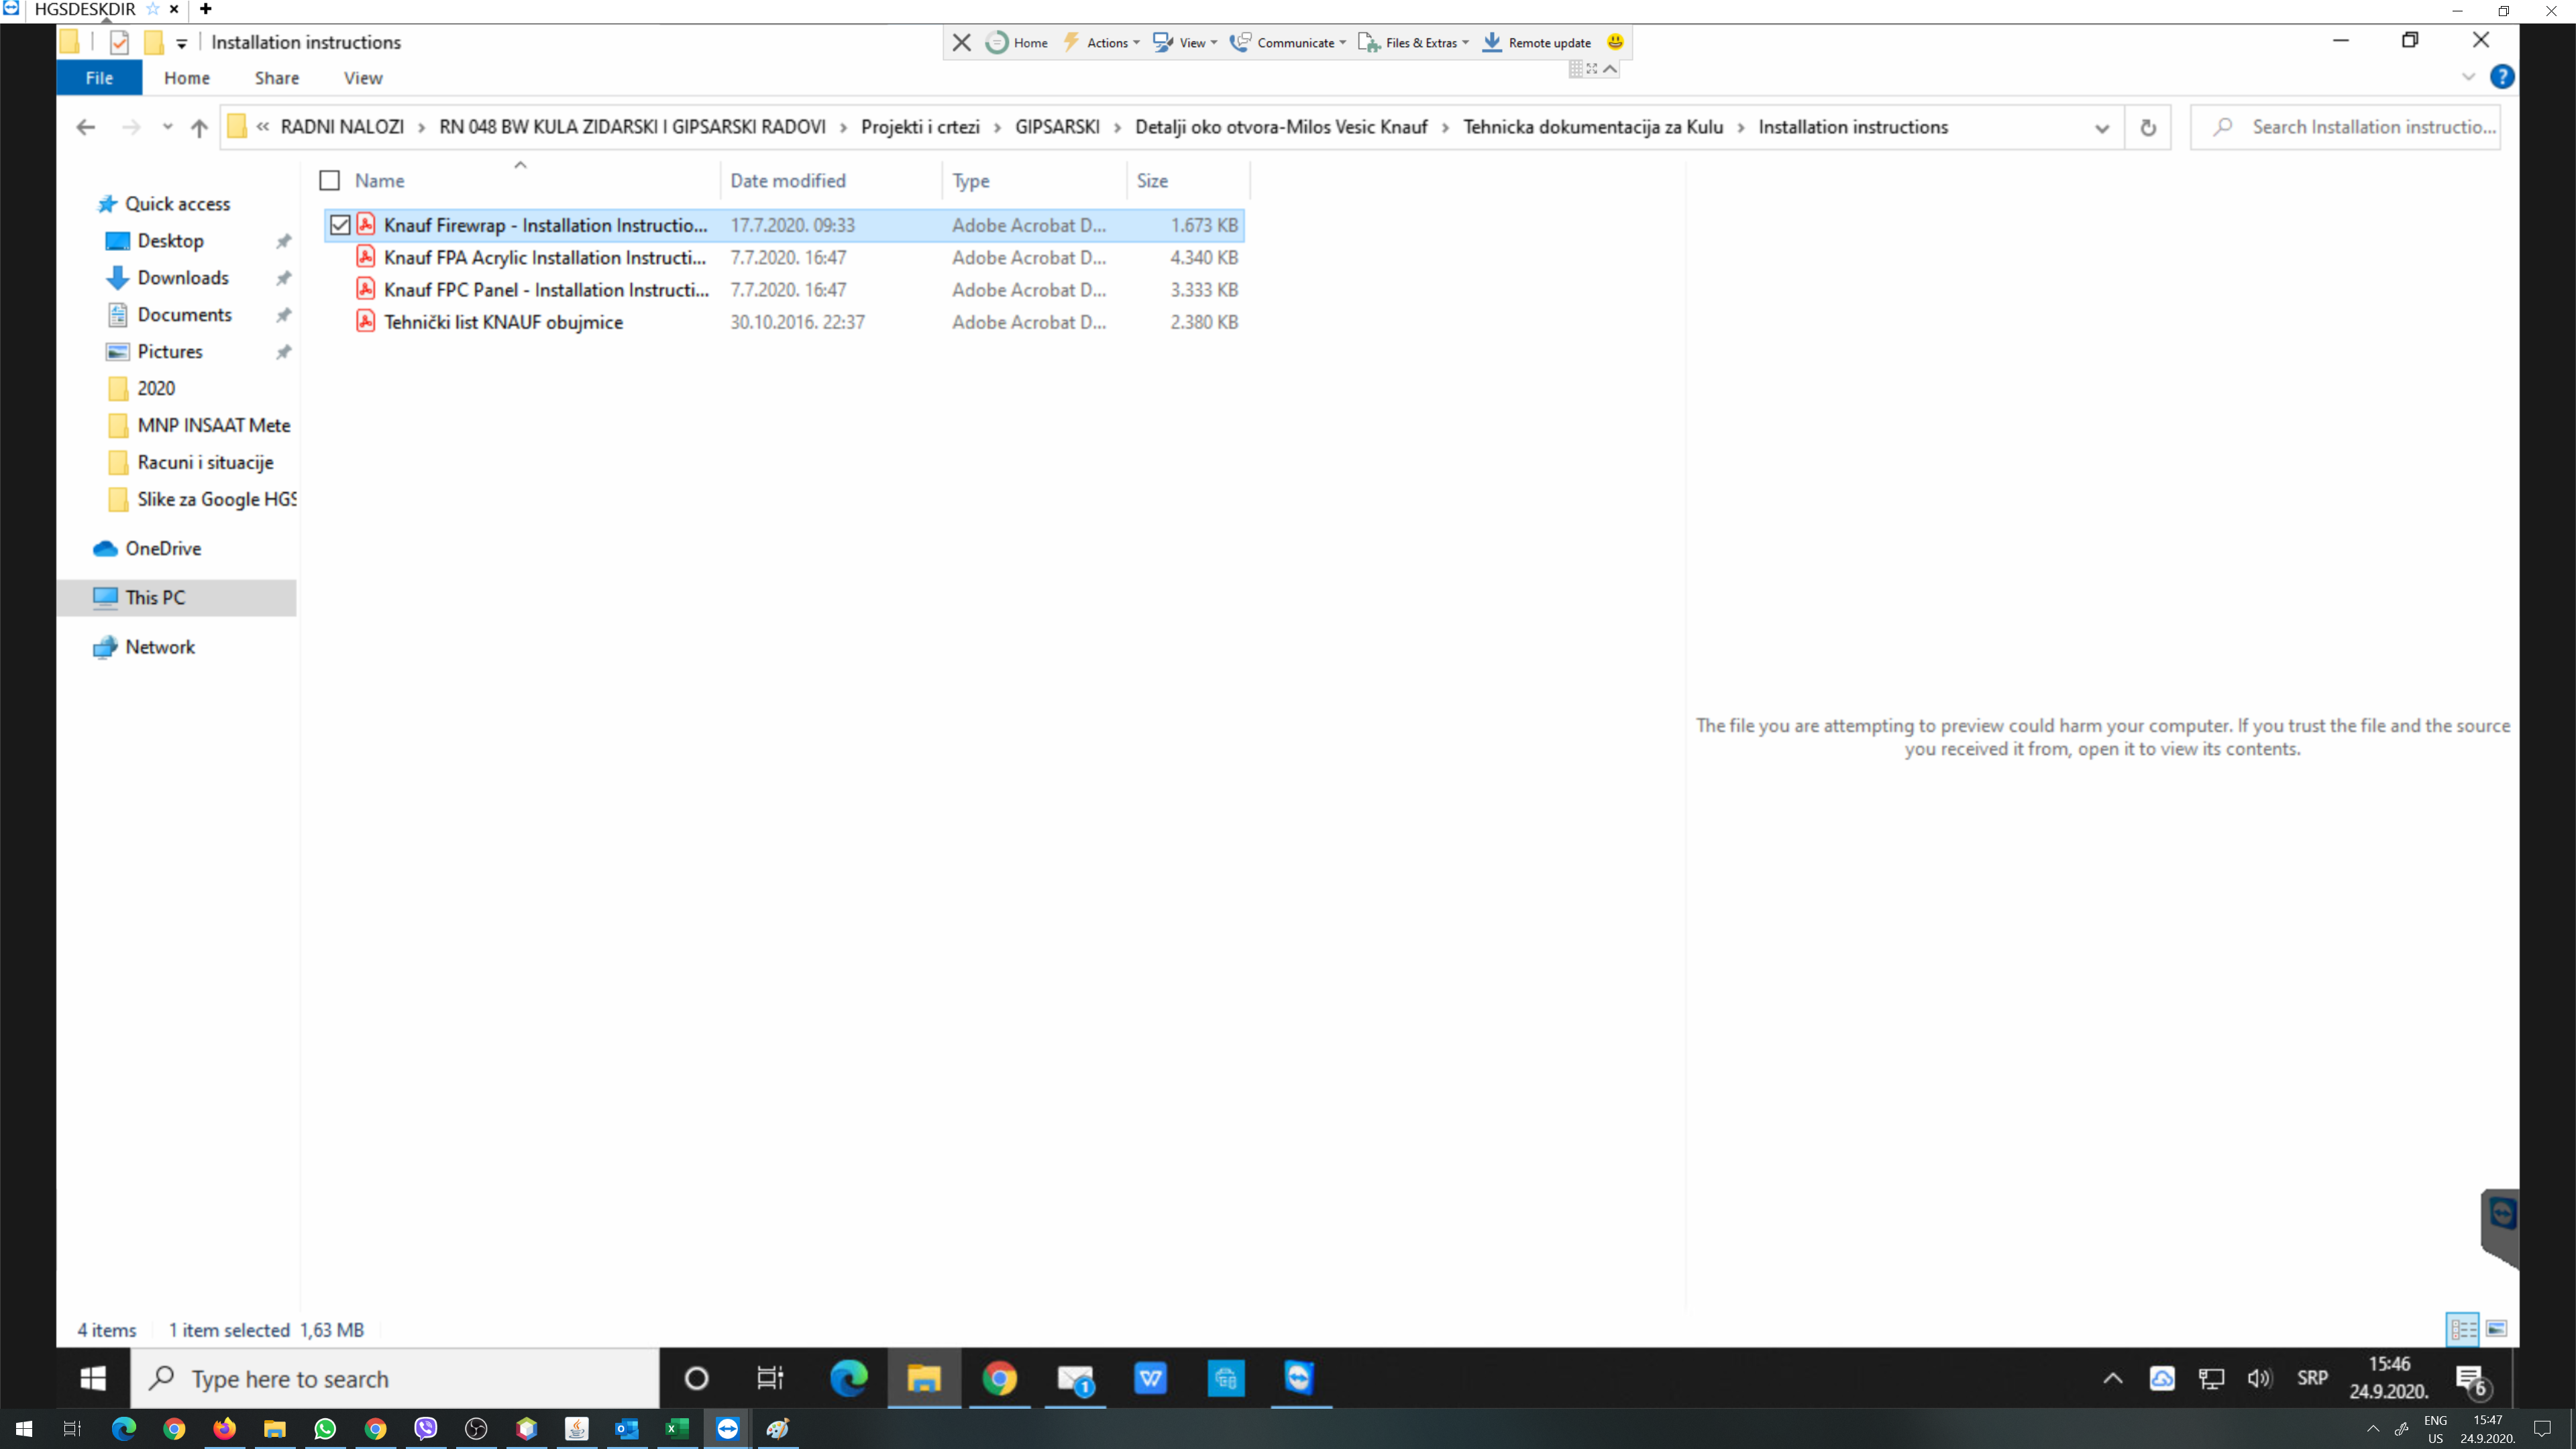 HGSDESKDIR
Installation instructions
Home Actions View Communicate Files & Extras Remote update
File Home Share View
« RADNI NALOZI › RN 048 BW KULA ZIDARSKI I GIPSARSKI RADOVI › Projekti i crtezi › GIPSARSKI › Detalji oko otvora-Milos Vesic Knauf › Tehnicka dokumentacija za Kulu › Installation instructions
Search Installation instructio...
Name Date modified Type Size
Knauf Firewrap - Installation Instructio... 17.7.2020. 09:33 Adobe Acrobat D... 1.673 KB
Knauf FPA Acrylic Installation Instructi... 7.7.2020. 16:47 Adobe Acrobat D... 4.340 KB
Knauf FPC Panel - Installation Instructi... 7.7.2020. 16:47 Adobe Acrobat D... 3.333 KB
Tehnički list KNAUF obujmice 30.10.2016. 22:37 Adobe Acrobat D... 2.380 KB
Quick access
Desktop
Downloads
Documents
Pictures
2020
MNP INSAAT Mete
Racuni i situacije
Slike za Google HGS
OneDrive
This PC
Network
The file you are attempting to preview could harm your computer. If you trust the file and the source
you received it from, open it to view its contents.
4 items 1 item selected 1,63 MB
Type here to search
1
SRP
15:46
24.9.2020.
6
ENG
US
15:47
24.9.2020.